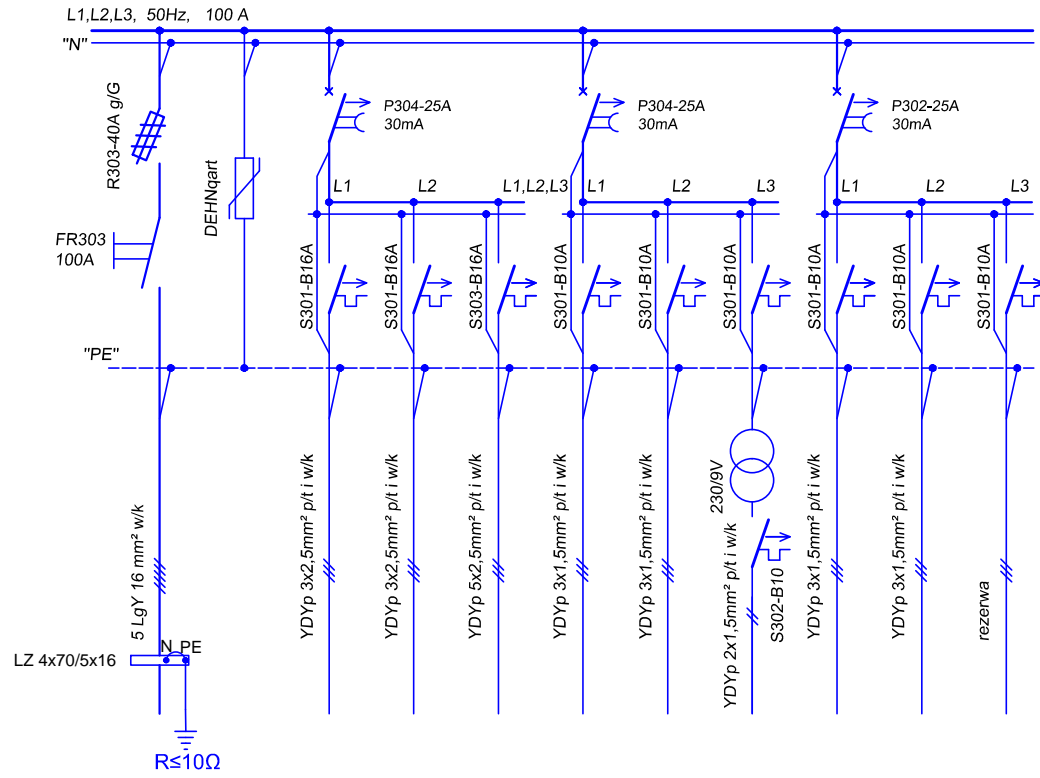 L1,L2,L3, 50Hz, 100 A
"N"
R303-40A g/G
DEHNqart
P304-25A
30mA
P304-25A
30mA
P302-25A
30mA
FR303
100A
L1
L2
L1,L2,L3
L1
L2
L3
L1
L2
L3
S301-B16A
S301-B16A
S303-B16A
S301-B10A
S301-B10A
S301-B10A
S301-B10A
S301-B10A
S301-B10A
"PE"
5 LgY 16 mm² w/k
YDYp 3x2,5mm² p/t i w/k
YDYp 3x2,5mm² p/t i w/k
YDYp 5x2,5mm² p/t i w/k
YDYp 3x1,5mm² p/t i w/k
YDYp 3x1,5mm² p/t i w/k
230/9V
YDYp 2x1,5mm² p/t i w/k
S302-B10
YDYp 3x1,5mm² p/t i w/k
YDYp 3x1,5mm² p/t i w/k
rezerwa
N PE
LZ 4x70/5x16
R≤10Ω